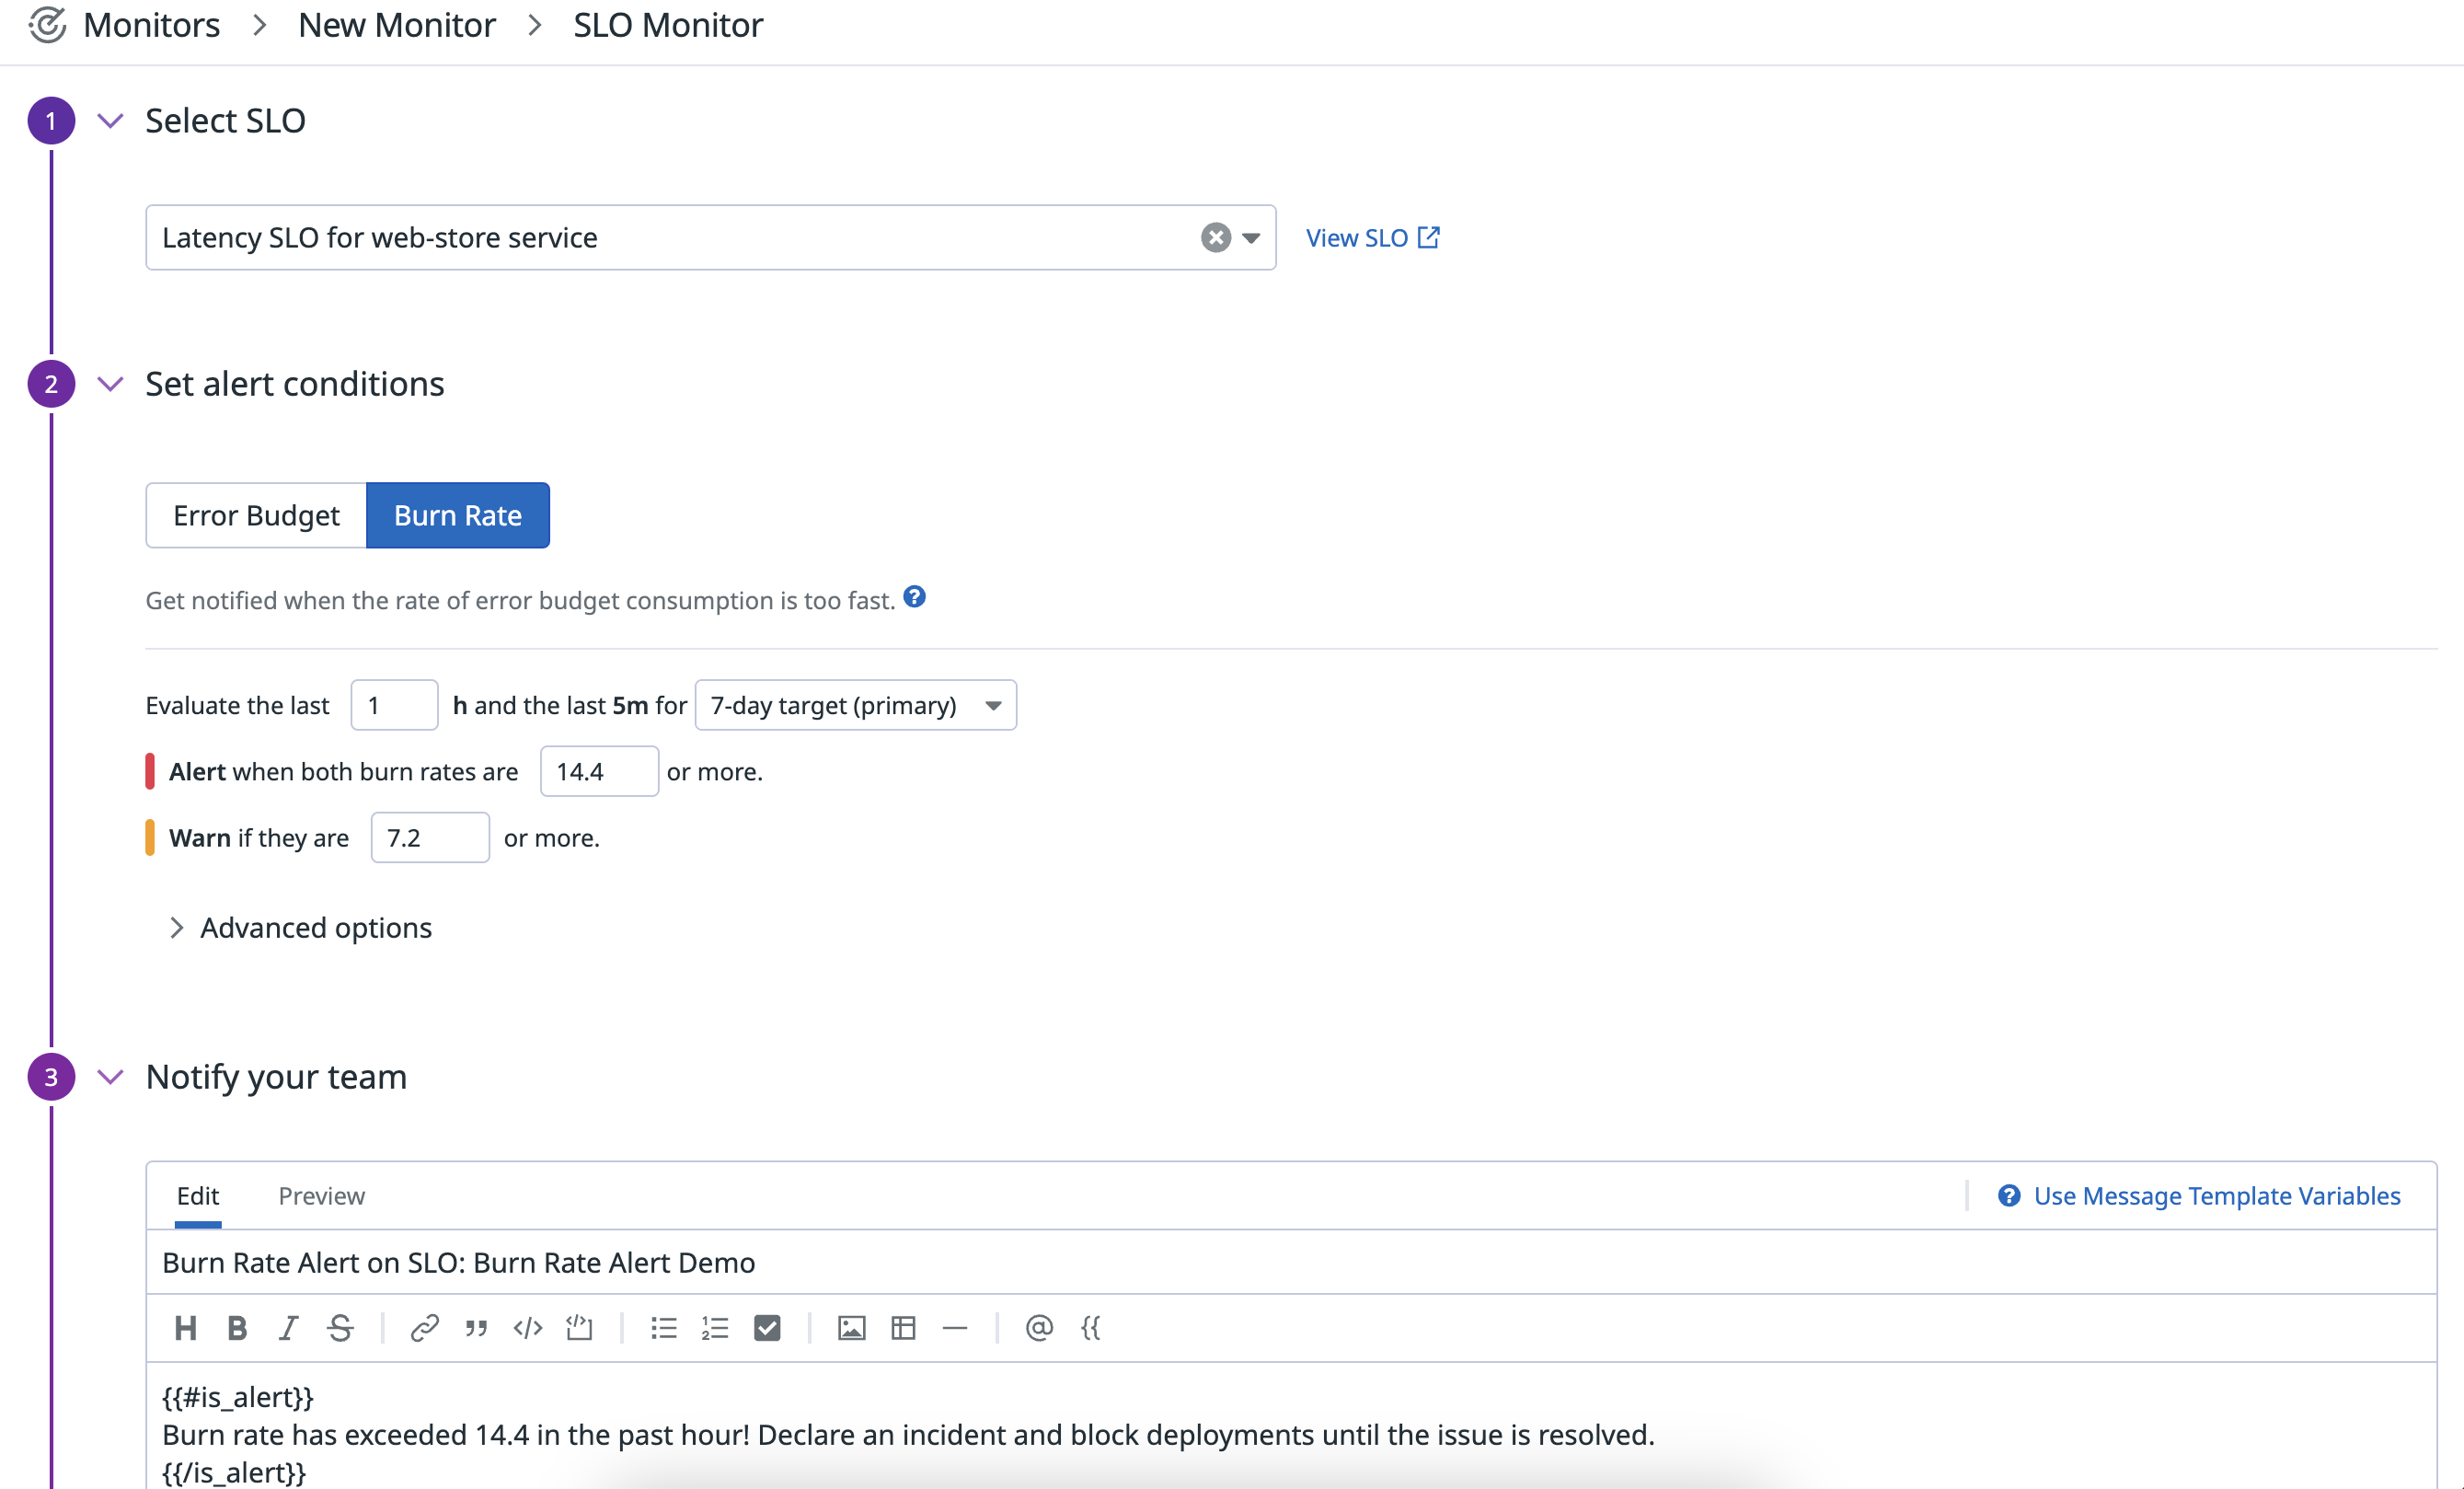 Monitors > New Monitor > SLO Monitor
1 Select SLO
Latency SLO for web-store service View SLO
2 Set alert conditions
Error Budget Burn Rate
Get notified when the rate of error budget consumption is too fast. ?
Evaluate the last 1 h and the last 5m for 7-day target (primary)
Alert when both burn rates are 14.4 or more.
Warn if they are 7.2 or more.
> Advanced options
3 Notify your team
Edit Preview ? Use Message Template Variables
Burn Rate Alert on SLO: Burn Rate Alert Demo
H B I S " </> </> 1 2 @ {{
{{#is_alert}}
Burn rate has exceeded 14.4 in the past hour! Declare an incident and block deployments until the issue is resolved.
{{/is_alert}}